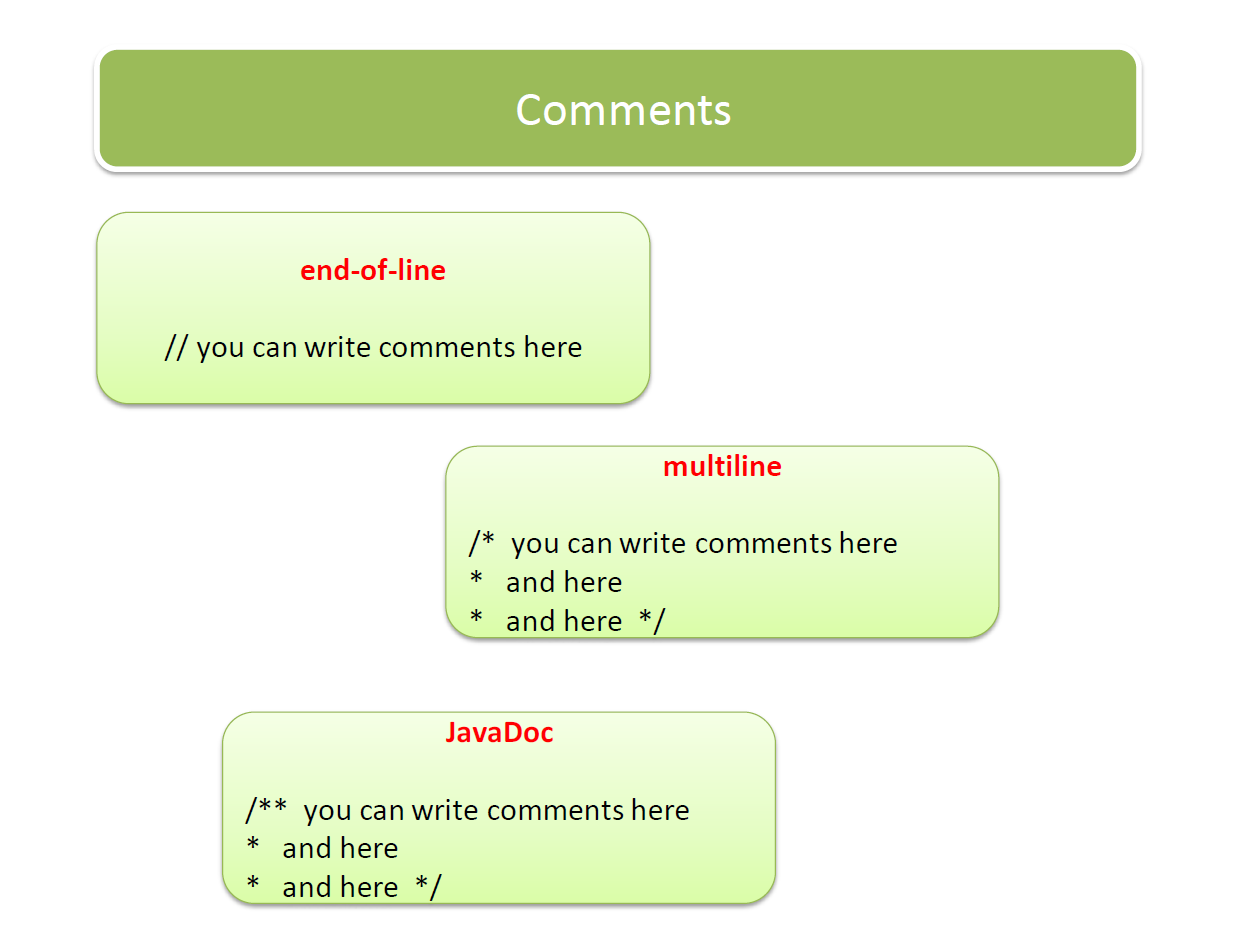 Comments
end-of-line
// you can write comments here
multiline
/*  you can write comments here
*   and here
*   and here  */
JavaDoc
/**  you can write comments here
*   and here
*   and here  */